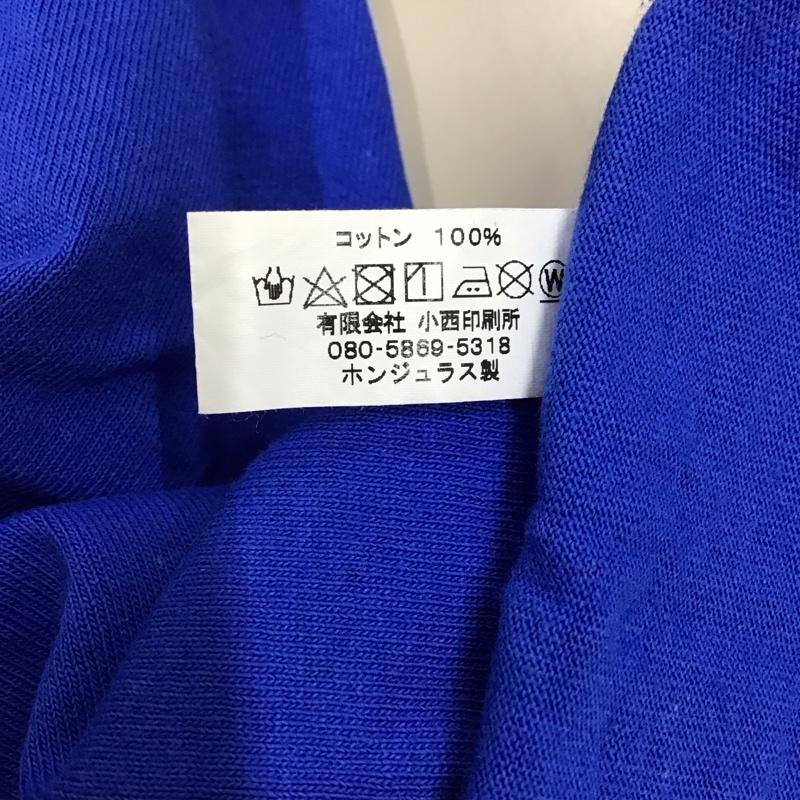 コットン 100%
W
有限会社 小西印刷所
080-5869-5318
ホンジュラス製